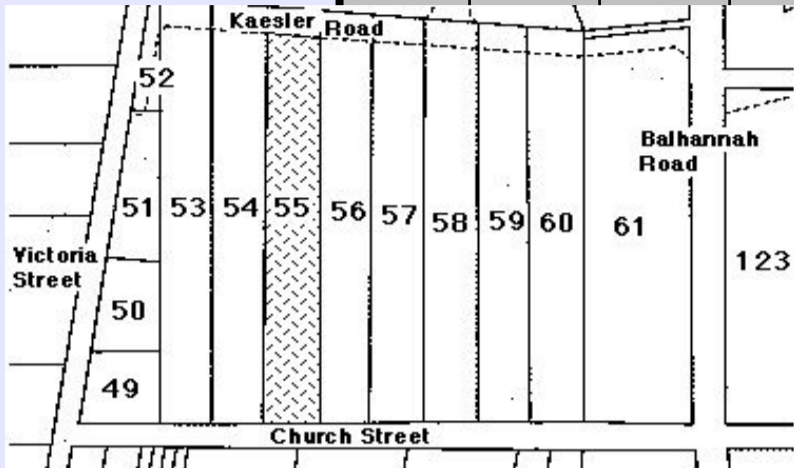 Kaesler
Road
52
Balhannah
Road
51
53
54
55
56
57
58
59
60
61
Victoria
Street
123
50
49
Church Street